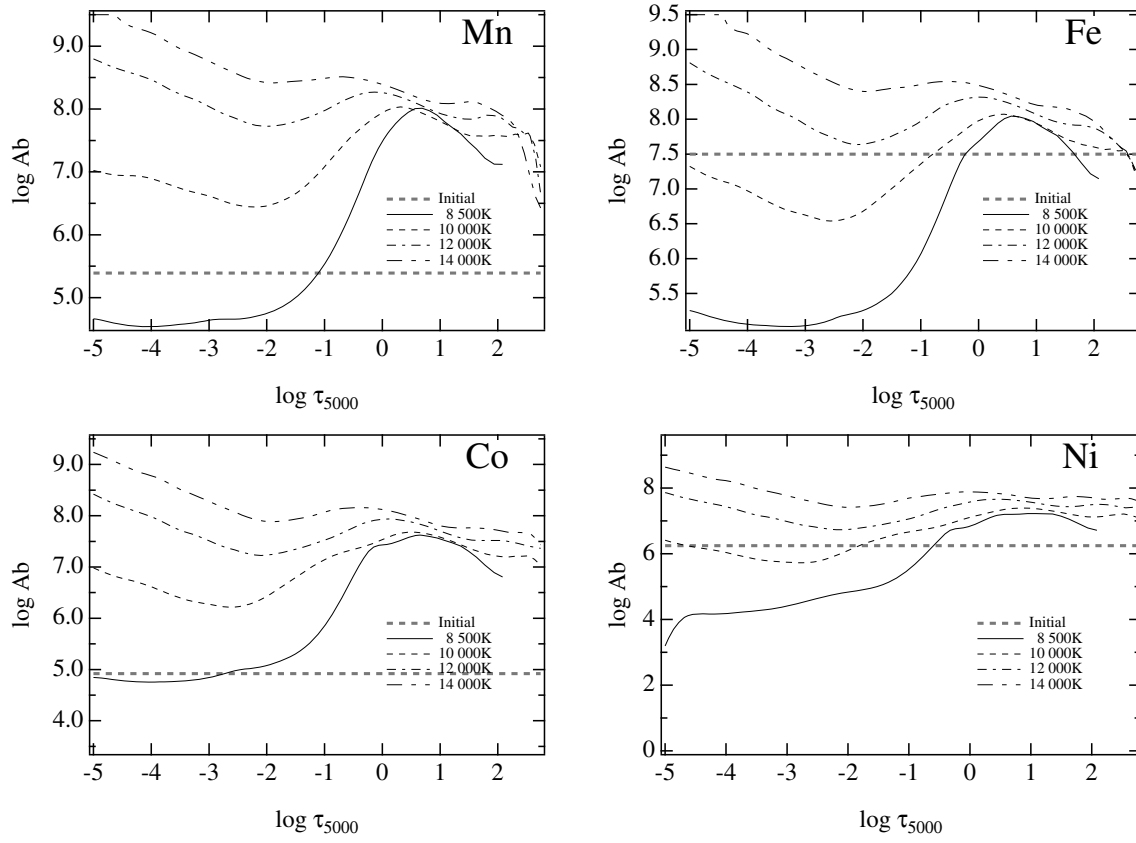 Mn
9.0
8.0
7.0
6.0
5.0
log Ab
Initial
8 500K
10 000K
12 000K
14 000K
-5 -4 -3 -2 -1 0 1 2
log τ5000
Fe
9.5
9.0
8.5
8.0
7.5
7.0
6.5
6.0
5.5
log Ab
Initial
8 500K
10 000K
12 000K
14 000K
-5 -4 -3 -2 -1 0 1 2
log τ5000
Co
9.0
8.0
7.0
6.0
5.0
4.0
log Ab
Initial
8 500K
10 000K
12 000K
14 000K
-5 -4 -3 -2 -1 0 1 2
log τ5000
Ni
8
6
4
2
0
log Ab
Initial
8 500K
10 000K
12 000K
14 000K
-5 -4 -3 -2 -1 0 1 2
log τ5000